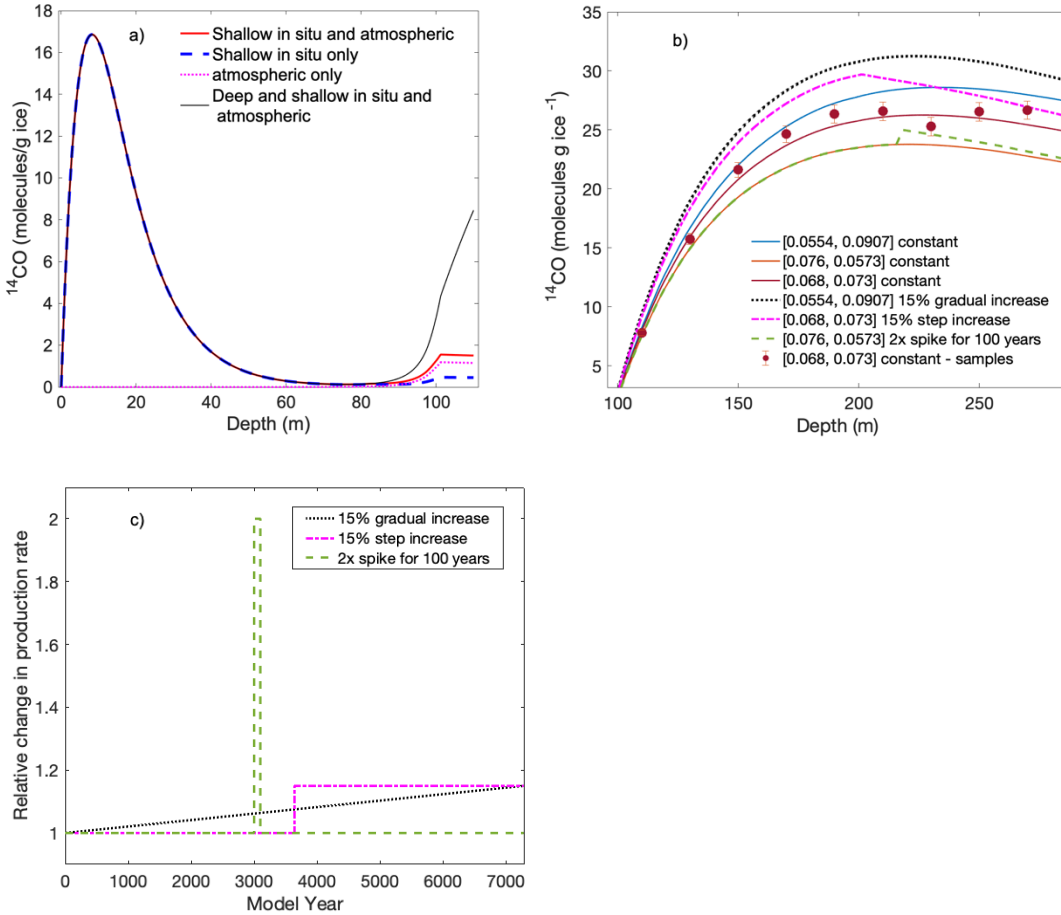 a)
Shallow in situ and atmospheric
Shallow in situ only
atmospheric only
Deep and shallow in situ and
atmospheric
¹⁴CO (molecules/g ice)
18
16
14
12
10
8
6
4
2
0
0 20 40 60 80 100
Depth (m)
b)
¹⁴CO (molecules g ice⁻¹)
35
30
25
20
15
10
5
[0.0554, 0.0907] constant
[0.076, 0.0573] constant
[0.068, 0.073] constant
[0.0554, 0.0907] 15% gradual increase
[0.068, 0.073] 15% step increase
[0.076, 0.0573] 2x spike for 100 years
[0.068, 0.073] constant - samples
100 150 200 250
Depth (m)
c)
15% gradual increase
15% step increase
2x spike for 100 years
Relative change in production rate
2
1.8
1.6
1.4
1.2
1
0 1000 2000 3000 4000 5000 6000 7000
Model Year